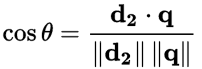 cos θ = d₂ · q / ‖d₂‖ ‖q‖